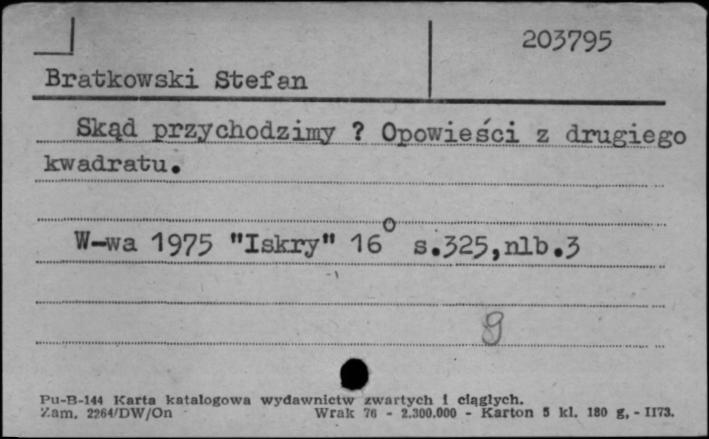 203795
Bratkowski Stefan
Skąd przychodzimy ? Opowieści z drugiego
kwadratu.
W-wa 1975 "Iskry" 16° s.325,nlb.3
9
Pu-B-144 Karta katalogowa wydawnictw zwartych i ciągłych.
Zam. 2264/DW/On Wrak 76 - 2.300.000 - Karton 5 kl. 180 g, - II73.